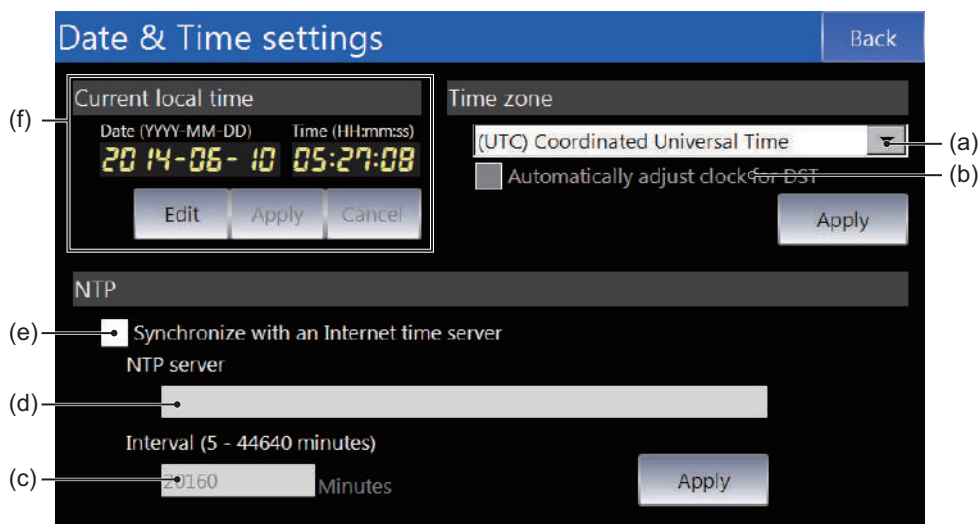 Date & Time settings
Back
(f)
Current local time
Date (YYYY-MM-DD)
Time (HH:mm:ss)
2014-06-10
05:27:08
Edit
Apply
Cancel
Time zone
(UTC) Coordinated Universal Time
(a)
Automatically adjust clock for DST
(b)
Apply
NTP
(e)
Synchronize with an Internet time server
NTP server
(d)
Interval (5 - 44640 minutes)
(c)
20160
Minutes
Apply